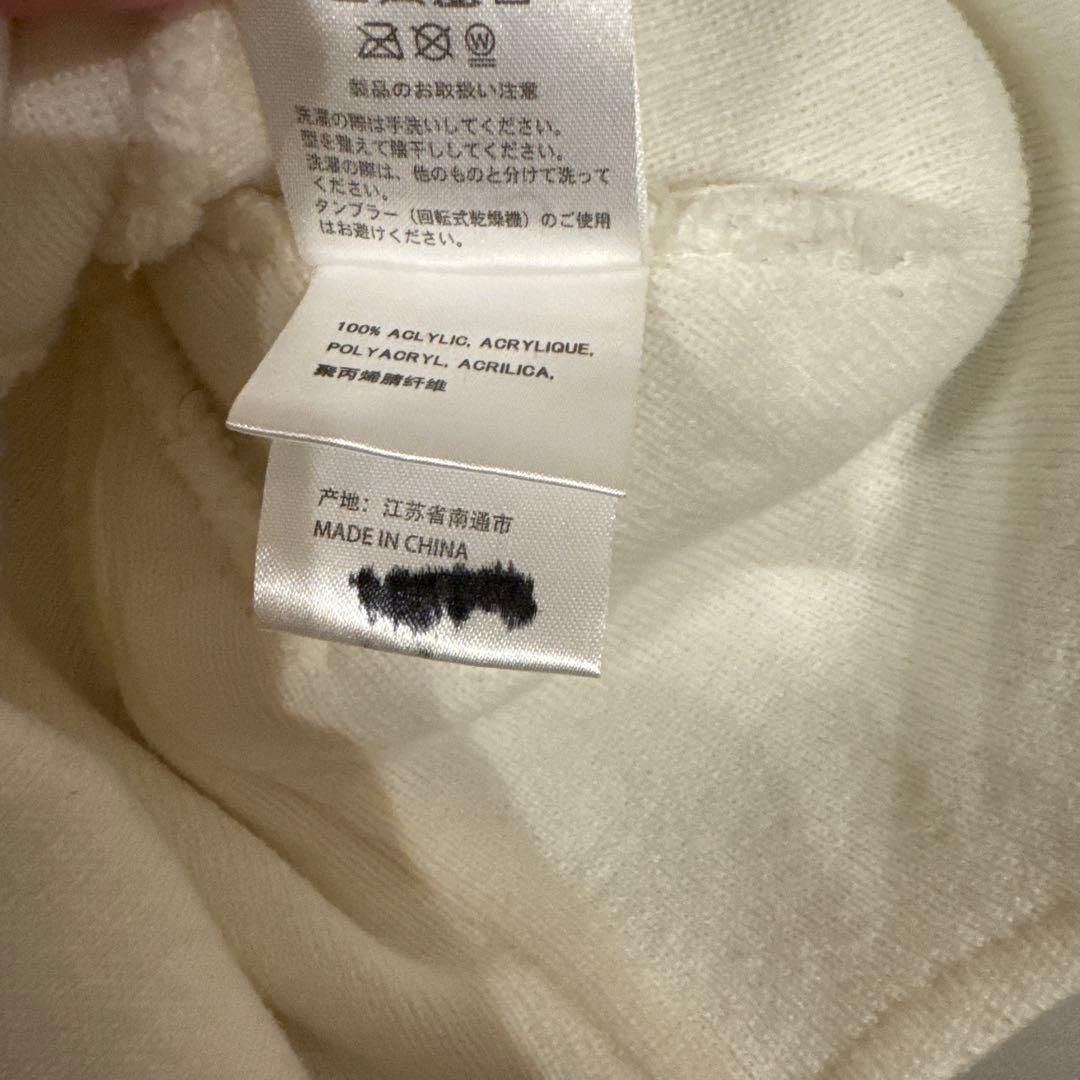 W
製品のお取扱い注意
洗濯の際は手洗いしてください。
型を整えて陰干ししてください。
洗濯の際は、他のものと分けて洗って
ください。
タンブラー（回転式乾燥機）のご使用
はお避けください。
100% ACLYLIC, ACRYLIQUE,
POLYACRYL, ACRILICA,
聚丙烯腈纤维
产地：江苏省南通市
MADE IN CHINA